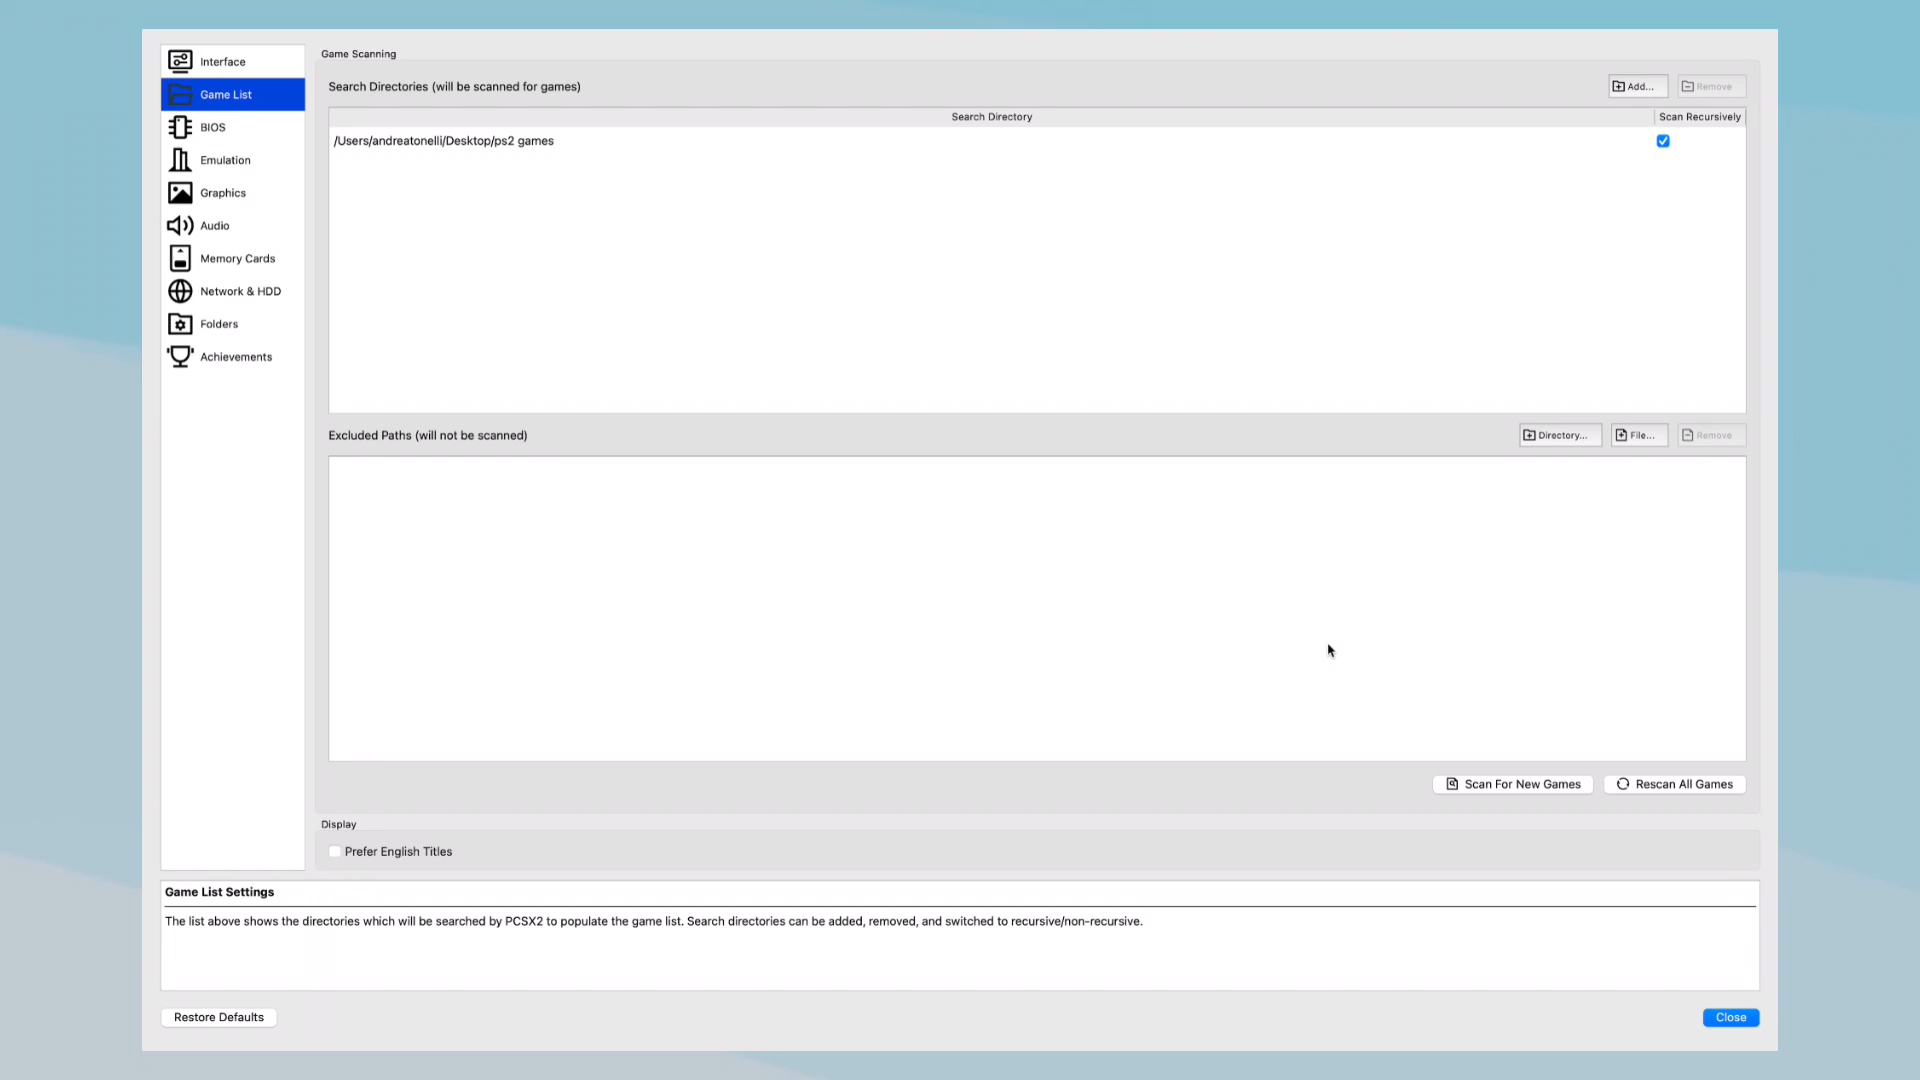 Interface
Game List
BIOS
Emulation
Graphics
Audio
Memory Cards
Network & HDD
Folders
Achievements
Game Scanning
Search Directories (will be scanned for games)
Add...
Remove
Search Directory
Scan Recursively
/Users/andreatonelli/Desktop/ps2 games
Excluded Paths (will not be scanned)
Directory...
File...
Remove
Scan For New Games
Rescan All Games
Display
Prefer English Titles
Game List Settings
The list above shows the directories which will be searched by PCSX2 to populate the game list. Search directories can be added, removed, and switched to recursive/non-recursive.
Restore Defaults
Close